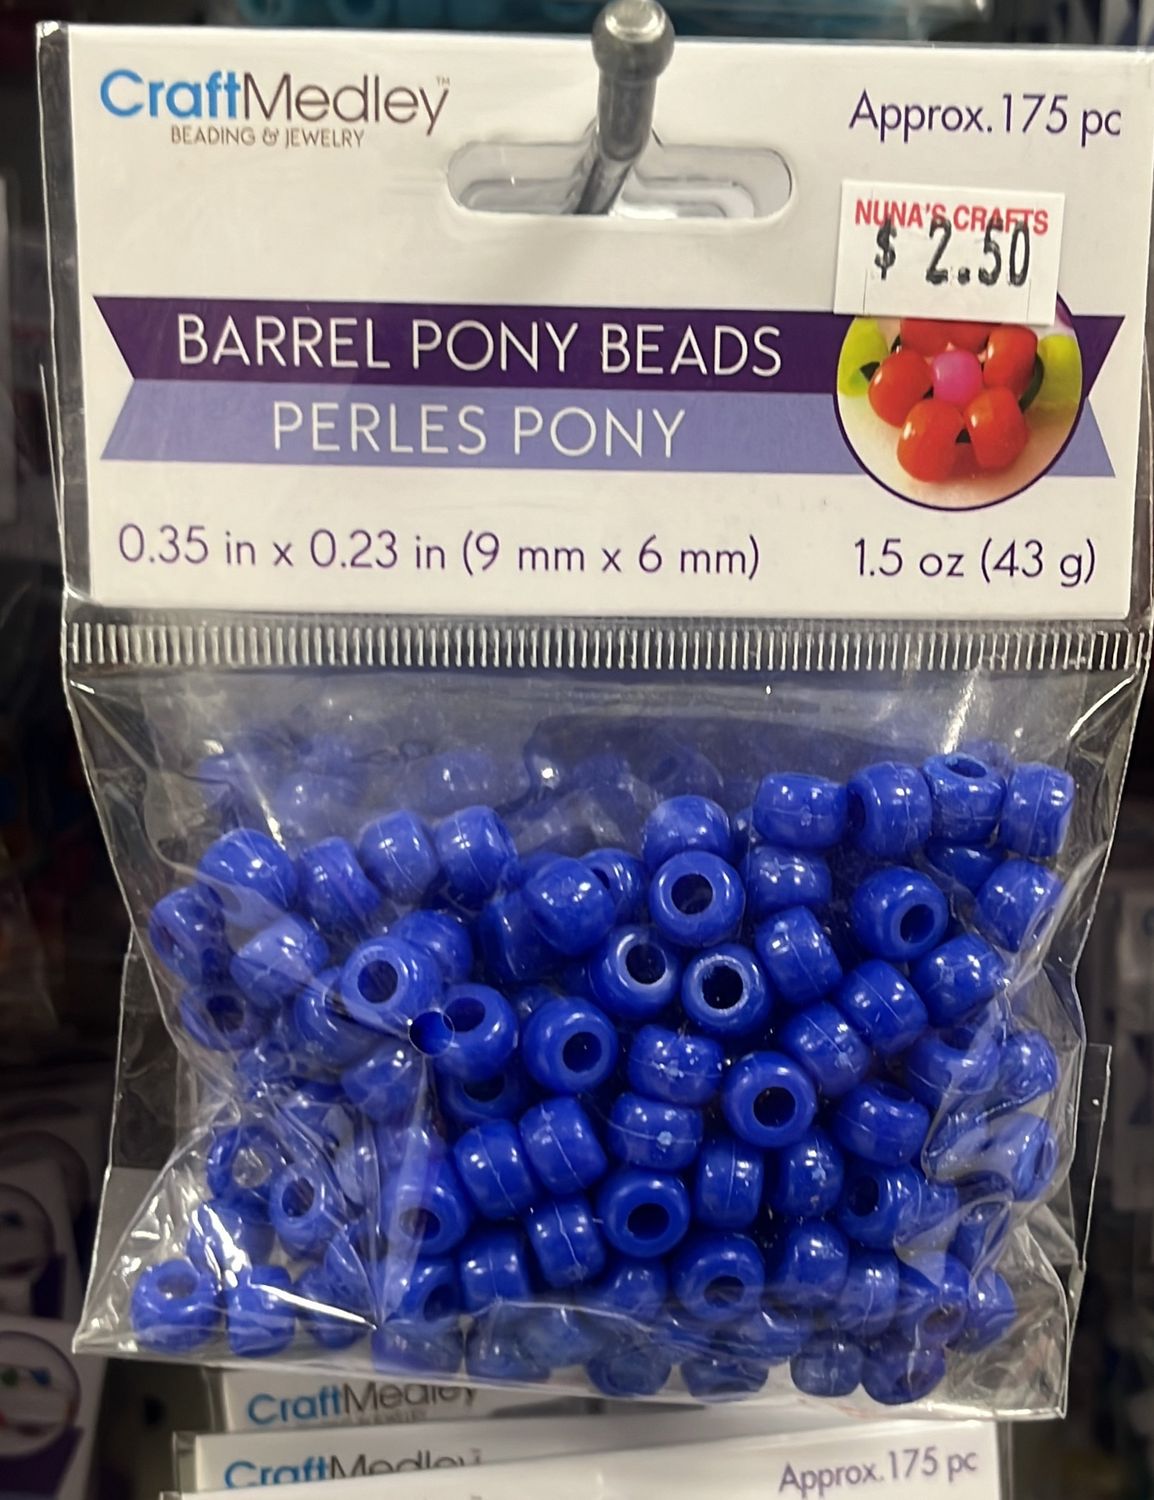 CraftMedley™
BEADING & JEWELRY
Approx. 175 pc
NUNA'S CRAFTS
$ 2.50
BARREL PONY BEADS
PERLES PONY
0.35 in x 0.23 in (9 mm x 6 mm)
1.5 oz (43 g)
CraftMedley
CraftMedley
Approx. 175 pc